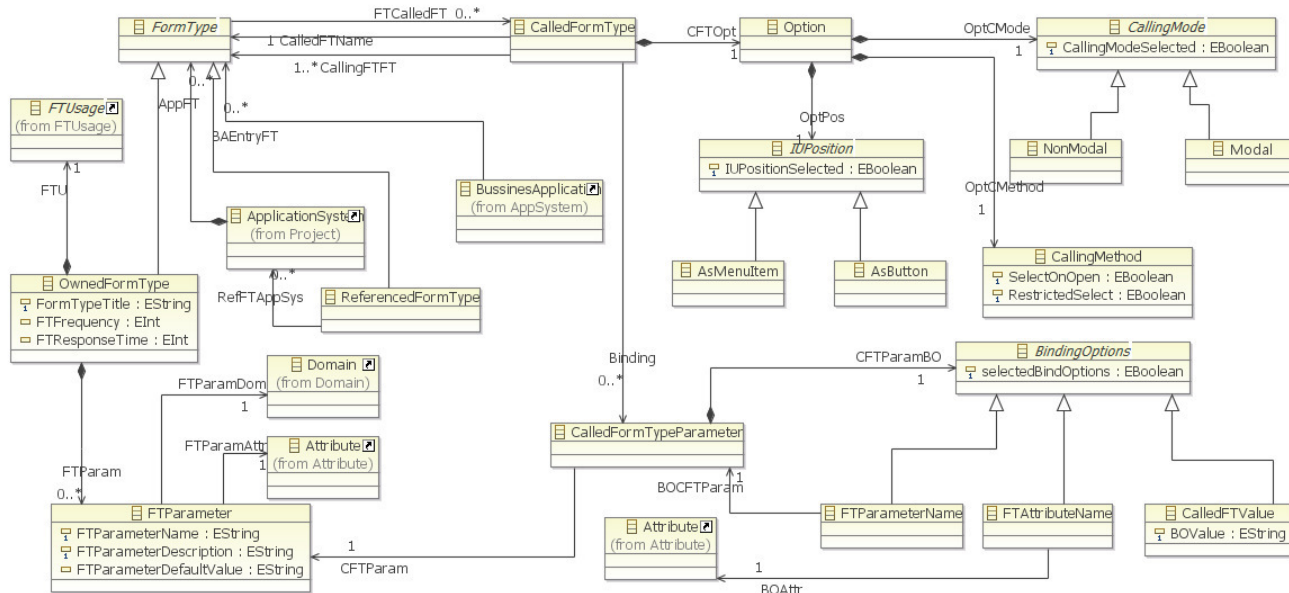 FormType
FTCalledFT 0..*
1 CalledFTName
1..* CallingFTFT
CalledFormType
CFTOpt
1
Option
OptCMode
1
CallingMode
CallingModeSelected : EBoolean
NonModal
Modal
OptPos
1
IUPosition
IUPositionSelected : EBoolean
AsMenuItem
AsButton
OptCMethod
1
CallingMethod
SelectOnOpen : EBoolean
RestrictedSelect : EBoolean
FTUsage
(from FTUsage)
1
FTU
0..*
AppFT
0..*
BAEntryFT
BussinesApplication
(from AppSystem)
ApplicationSystem
(from Project)
0..*
RefFTAppSys
ReferencedFormType
OwnedFormType
FormTypeTitle : EString
FTFrequency : EInt
FTResponseTime : EInt
Domain
(from Domain)
FTParamDom
1
FTParamAttr
1
Attribute
(from Attribute)
FTParam
0..*
FTParameter
FTParameterName : EString
FTParameterDescription : EString
FTParameterDefaultValue : EString
Binding
0..*
CalledFormTypeParameter
1
CFTParam
CFTParamBO
1
BindingOptions
selectedBindOptions : EBoolean
1
BOCFTParam
FTParameterName
FTAttributeName
CalledFTValue
BOValue : EString
Attribute
(from Attribute)
1
BOAttr